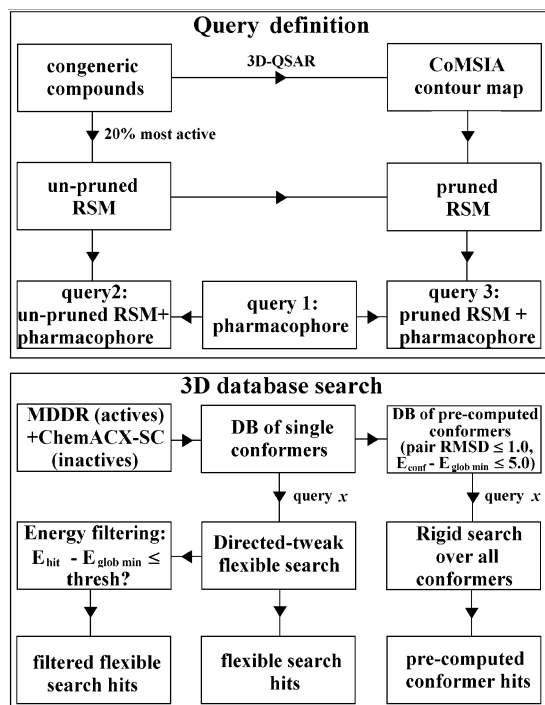 Query definition
congeneric
compounds
3D-QSAR
CoMSIA
contour map
20% most active
un-pruned
RSM
pruned
RSM
query2:
un-pruned RSM+
pharmacophore
query 1:
pharmacophore
query 3:
pruned RSM +
pharmacophore
3D database search
MDDR (actives)
+ChemACX-SC
(inactives)
DB of single
conformers
DB of pre-computed
conformers
(pair RMSD ≤ 1.0,
E conf - E glob min ≤ 5.0)
query x
query x
Energy filtering:
E hit - E glob min ≤
thresh?
Directed-tweak
flexible search
Rigid search
over all
conformers
filtered flexible
search hits
flexible search
hits
pre-computed
conformer hits